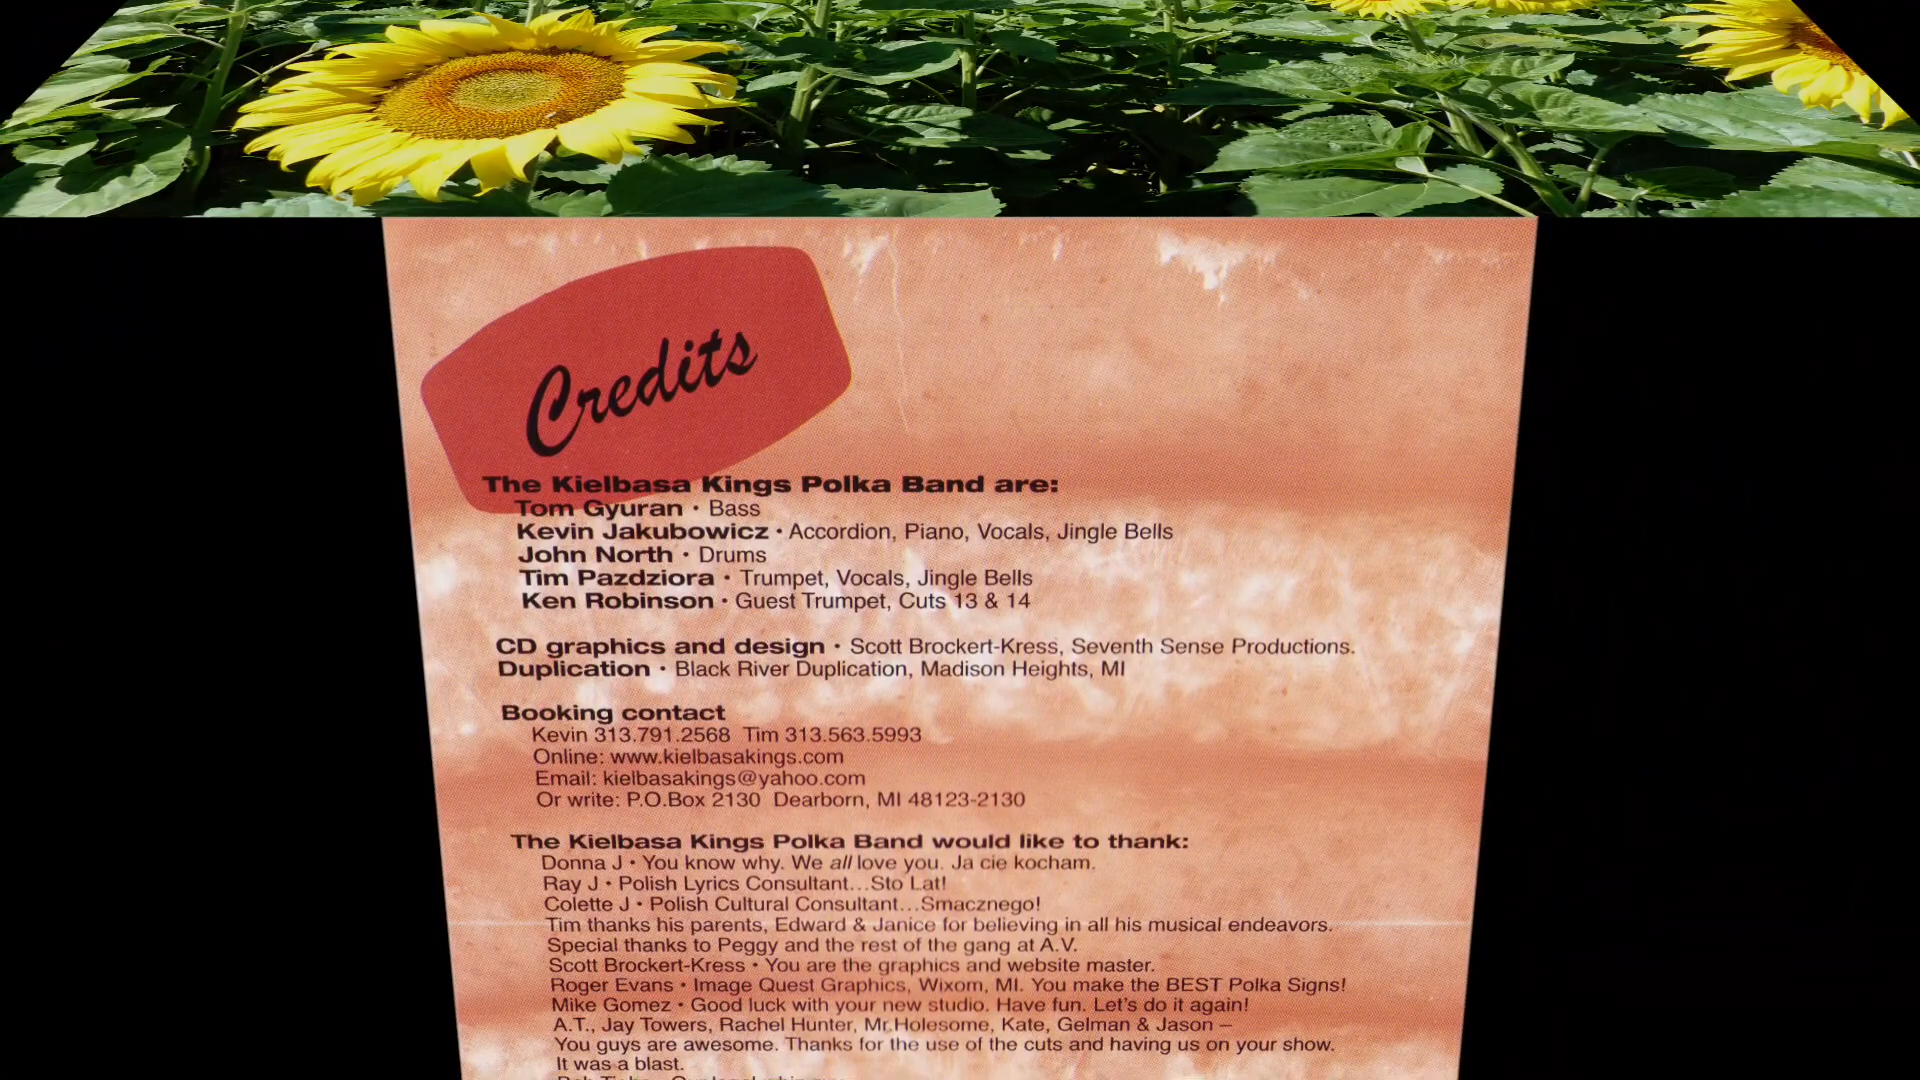 Credits
The Kielbasa Kings Polka Band are:
Tom Gyuran • Bass
Kevin Jakubowicz • Accordion, Piano, Vocals, Jingle Bells
John North • Drums
Tim Pazdziora • Trumpet, Vocals, Jingle Bells
Ken Robinson • Guest Trumpet, Cuts 13 & 14
CD graphics and design • Scott Brockert-Kress, Seventh Sense Productions.
Duplication • Black River Duplication, Madison Heights, MI
Booking contact
Kevin 313.791.2568 Tim 313.563.5993
Online: www.kielbasakings.com
Email: kielbasakings@yahoo.com
Or write: P.O.Box 2130 Dearborn, MI 48123-2130
The Kielbasa Kings Polka Band would like to thank:
Donna J • You know why. We all love you. Ja cie kocham.
Ray J • Polish Lyrics Consultant...Sto Lat!
Colette J • Polish Cultural Consultant...Smacznego!
Tim thanks his parents, Edward & Janice for believing in all his musical endeavors.
Special thanks to Peggy and the rest of the gang at A.V.
Scott Brockert-Kress • You are the graphics and website master.
Roger Evans • Image Quest Graphics, Wixom, MI. You make the BEST Polka Signs!
Mike Gomez • Good luck with your new studio. Have fun. Let's do it again!
A.T., Jay Towers, Rachel Hunter, Mr.Holesome, Kate, Gelman & Jason –
You guys are awesome. Thanks for the use of the cuts and having us on your show.
It was a blast.